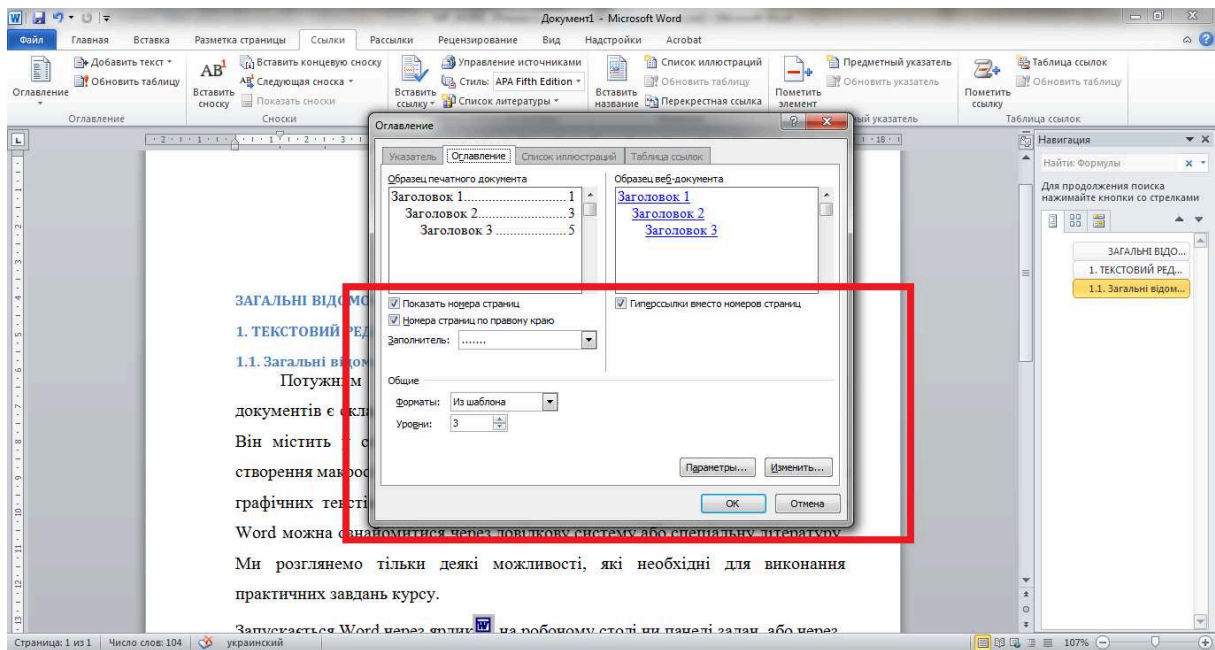 Документ1 - Microsoft Word
Файл Главная Вставка Разметка страницы Ссылки Рассылки Рецензирование Вид Надстройки Acrobat
Оглавление
Добавить текст
Обновить таблицу
Оглавление
AB1
Вставить сноску
Вставить концевую сноску
Следующая сноска
Показать сноски
Сноски
Вставить ссылку
Управление источниками
Стиль: APA Fifth Edition
Список литературы
Вставить название
Список иллюстраций
Обновить таблицу
Перекрестная ссылка
Пометить элемент
Предметный указатель
Обновить указатель
ый указатель
Пометить ссылку
Таблица ссылок
Обновить таблицу
Таблица ссылок
Оглавление
Указатель Оглавление Список иллюстраций Таблица ссылок
Образец печатного документа
Заголовок 1..............................1
Заголовок 2.........................3
Заголовок 3 ....................5
Образец веб-документа
Заголовок 1
Заголовок 2
Заголовок 3
Показать номера страниц
Номера страниц по правому краю
Заполнитель: .......
Гиперссылки вместо номеров страниц
Общие
Форматы: Из шаблона
Уровни: 3
Параметры... Изменить...
ОК Отмена
Навигация
Найти: Формулы
Для продолжения поиска
нажимайте кнопки со стрелками
ЗАГАЛЬНІ ВІДО...
1. ТЕКСТОВИЙ РЕД...
1.1. Загальні відом...
ЗАГАЛЬНІ ВІДОМО
1. ТЕКСТОВИЙ РЕД
1.1. Загальні відом
Потужним
документів є скла
Він містить у с
створення макрос
графічних тексті
Word можна ознайомитися через довідкову систему або спеціальну літературу.
Ми розглянемо тільки деякі можливості, які необхідні для виконання
практичних завдань курсу.
Запускається Word через ярлик на робочому столі чи панелі задач, або через
Страница: 1 из 1 Число слов: 104 украинский 107%